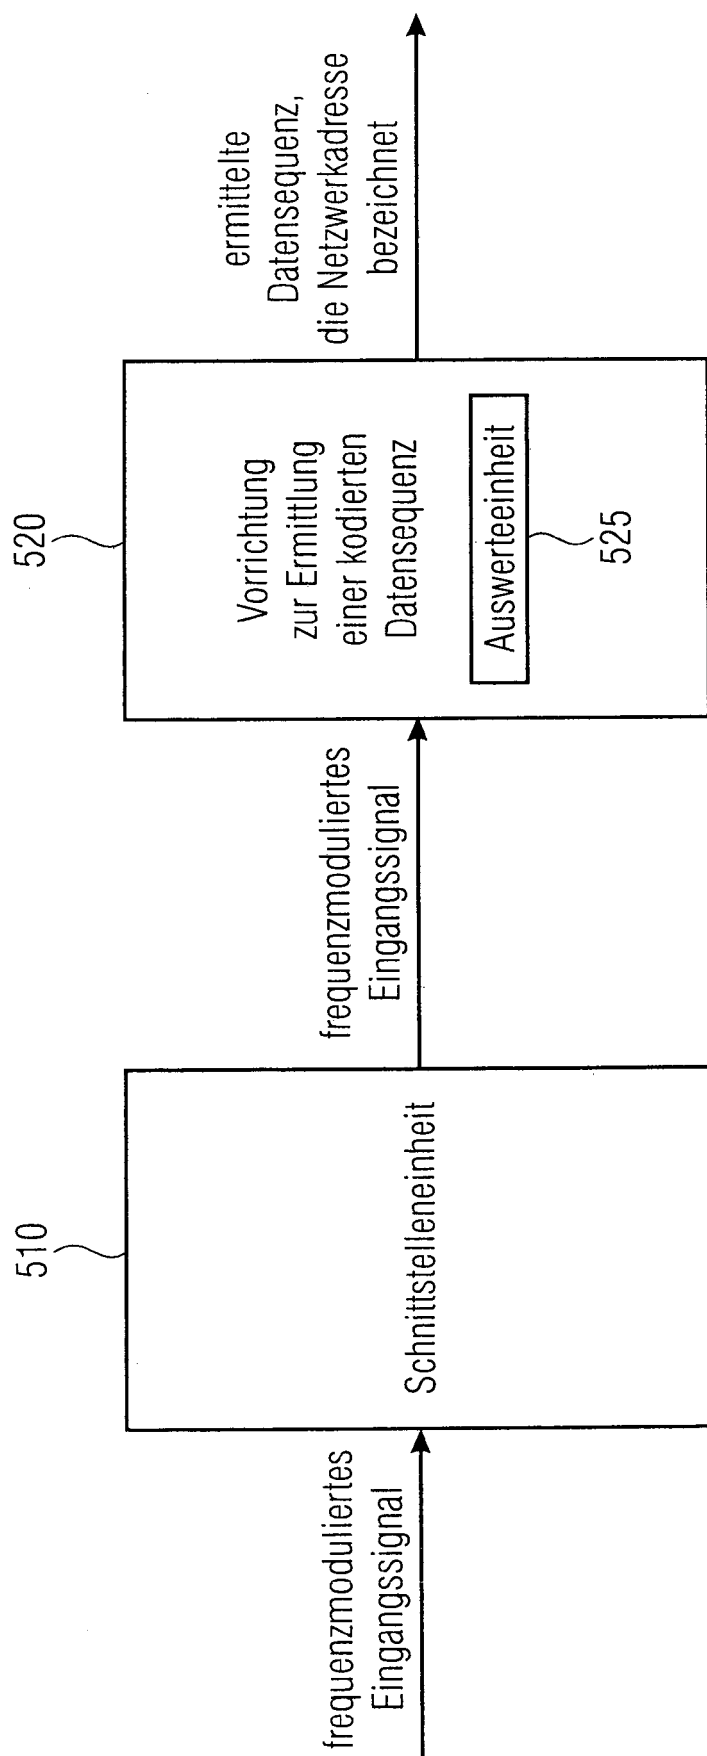 frequenzmoduliertes
Eingangssignal
510
Schnittstelleneinheit
frequenzmoduliertes
Eingangssignal
520
Vorrichtung
zur Ermittlung
einer kodierten
Datensequenz
Auswerteeinheit
525
ermittelte
Datensequenz,
die Netzwerkadresse
bezeichnet